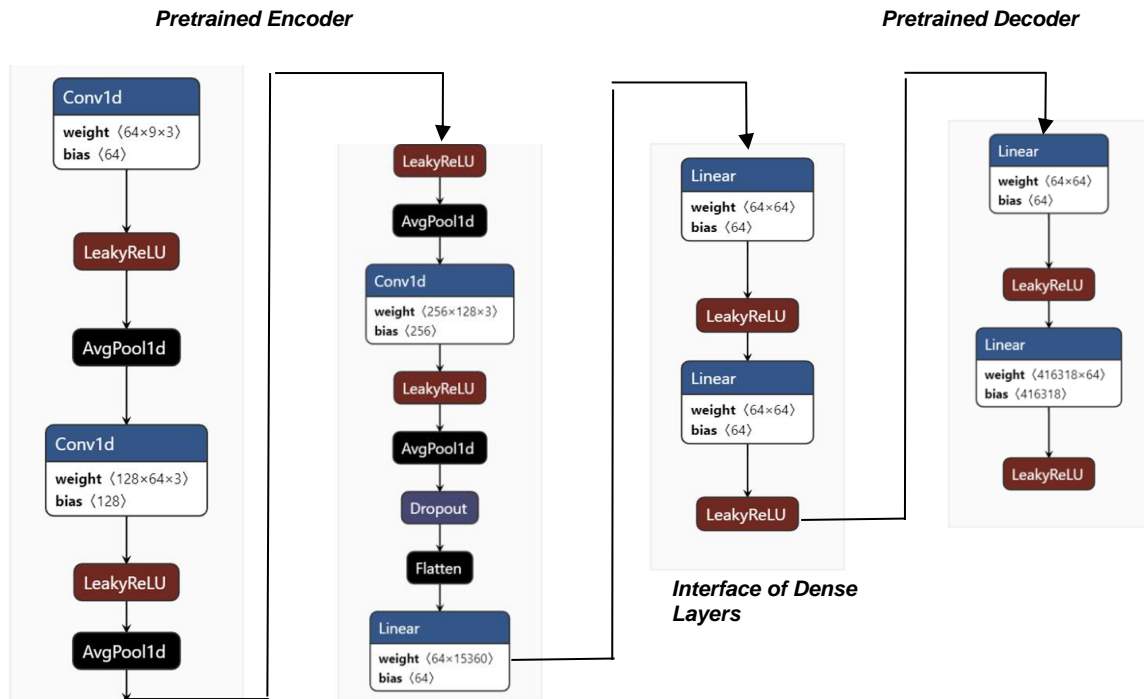 Pretrained Encoder
Pretrained Decoder
Conv1d
weight ⟨64×9×3⟩
bias ⟨64⟩
LeakyReLU
AvgPool1d
Conv1d
weight ⟨128×64×3⟩
bias ⟨128⟩
LeakyReLU
AvgPool1d
LeakyReLU
AvgPool1d
Conv1d
weight ⟨256×128×3⟩
bias ⟨256⟩
LeakyReLU
AvgPool1d
Dropout
Flatten
Linear
weight ⟨64×15360⟩
bias ⟨64⟩
Linear
weight ⟨64×64⟩
bias ⟨64⟩
LeakyReLU
Linear
weight ⟨64×64⟩
bias ⟨64⟩
LeakyReLU
Interface of Dense
Layers
Linear
weight ⟨64×64⟩
bias ⟨64⟩
LeakyReLU
Linear
weight ⟨416318×64⟩
bias ⟨416318⟩
LeakyReLU